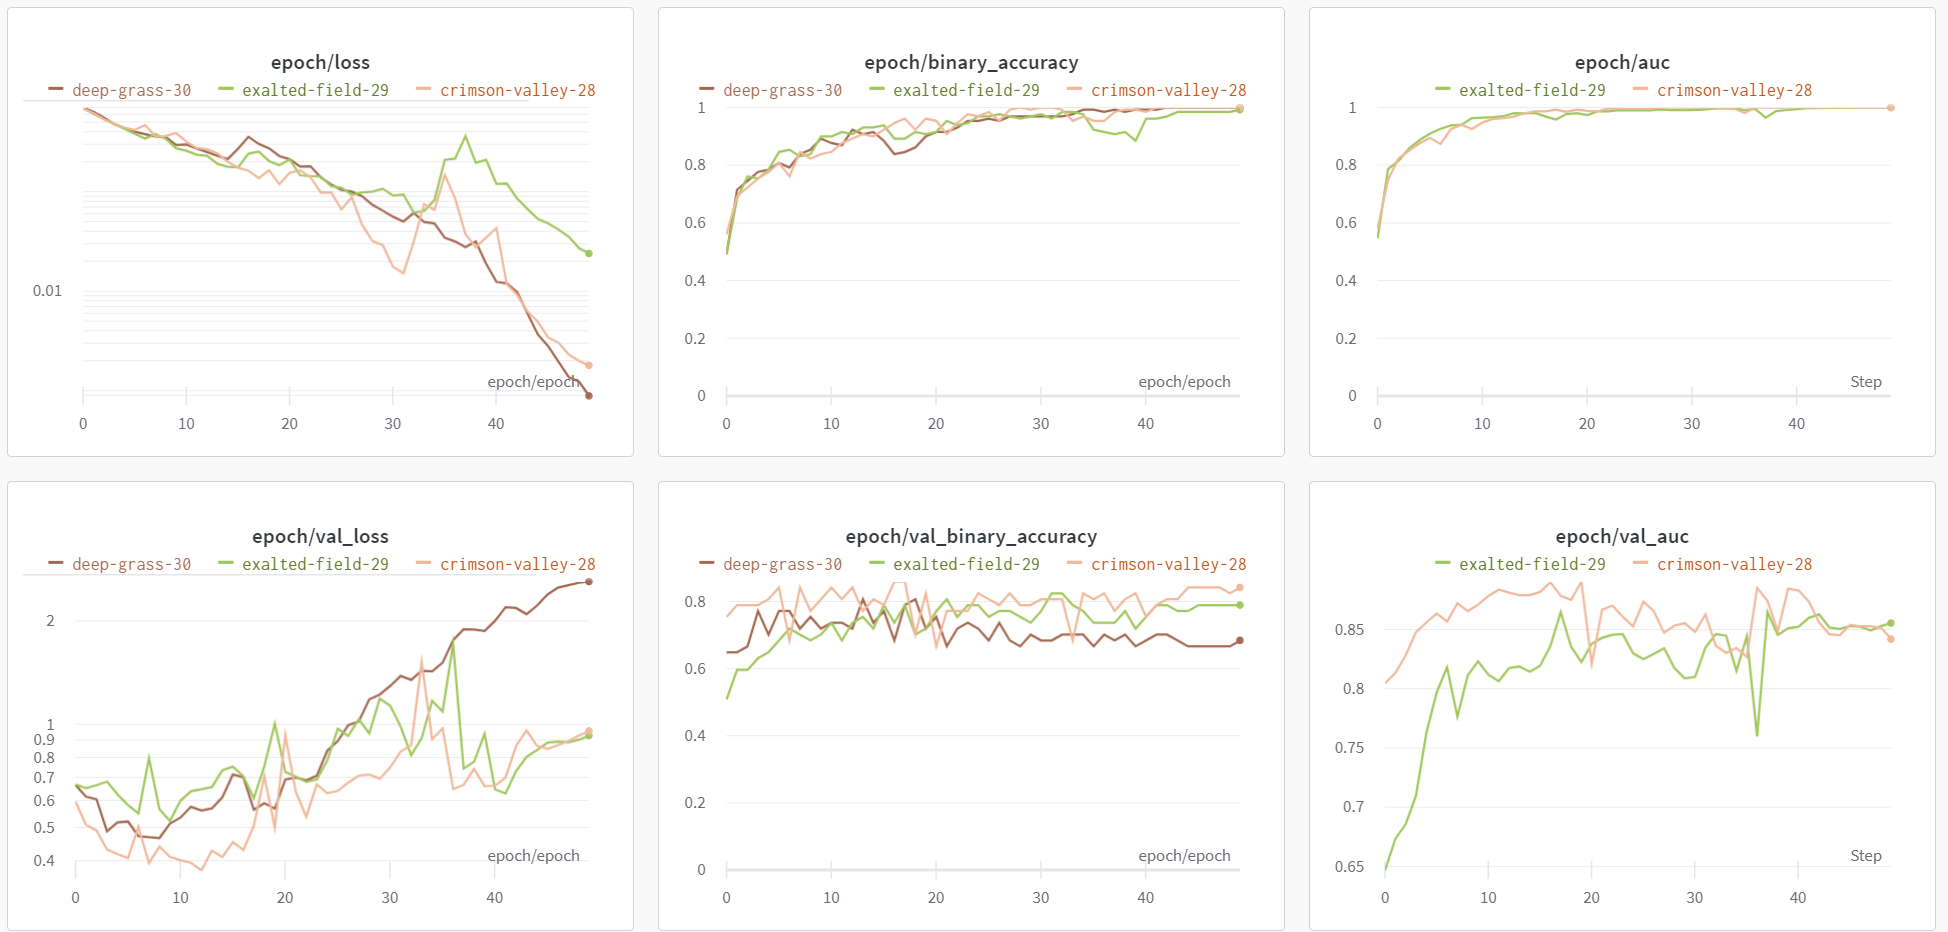 epoch/loss
deep-grass-30 exalted-field-29 crimson-valley-28
0.01
epoch/epoch
0 10 20 30 40
epoch/binary_accuracy
deep-grass-30 exalted-field-29 crimson-valley-28
1
0.8
0.6
0.4
0.2
epoch/epoch
0
0 10 20 30 40
epoch/auc
exalted-field-29 crimson-valley-28
1
0.8
0.6
0.4
0.2
Step
0
0 10 20 30 40
epoch/val_loss
deep-grass-30 exalted-field-29 crimson-valley-28
2
1
0.9
0.8
0.7
0.6
0.5
epoch/epoch
0.4
0 10 20 30 40
epoch/val_binary_accuracy
deep-grass-30 exalted-field-29 crimson-valley-28
0.8
0.6
0.4
0.2
epoch/epoch
0
0 10 20 30 40
epoch/val_auc
exalted-field-29 crimson-valley-28
0.85
0.8
0.75
0.7
Step
0.65
0 10 20 30 40